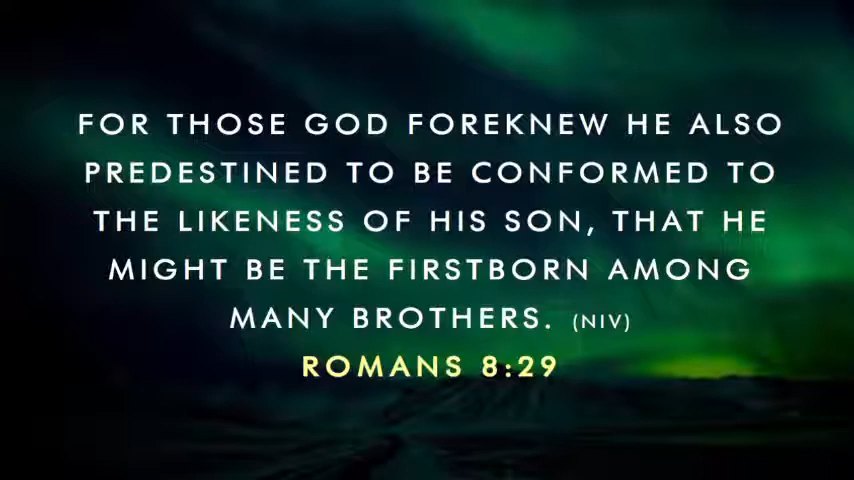 FOR THOSE GOD FOREKNEW HE ALSO
PREDESTINED TO BE CONFORMED TO
THE LIKENESS OF HIS SON, THAT HE
MIGHT BE THE FIRSTBORN AMONG
MANY BROTHERS. (NIV)
ROMANS 8:29